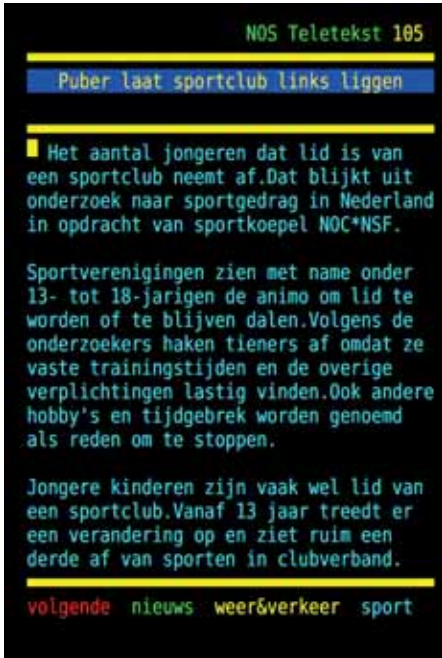 NOS Teletekst 105
Puber laat sportclub links liggen
Het aantal jongeren dat lid is van
een sportclub neemt af.Dat blijkt uit
onderzoek naar sportgedrag in Nederland
in opdracht van sportkoepel NOC*NSF.
Sportverenigingen zien met name onder
13- tot 18-jarigen de animo om lid te
worden of te blijven dalen.Volgens de
onderzoekers haken tieners af omdat ze
vaste trainingstijden en de overige
verplichtingen lastig vinden.Ook andere
hobby's en tijdgebrek worden genoemd
als reden om te stoppen.
Jongere kinderen zijn vaak wel lid van
een sportclub.Vanaf 13 jaar treedt er
een verandering op en ziet ruim een
derde af van sporten in clubverband.
volgende nieuws weer&verkeer sport